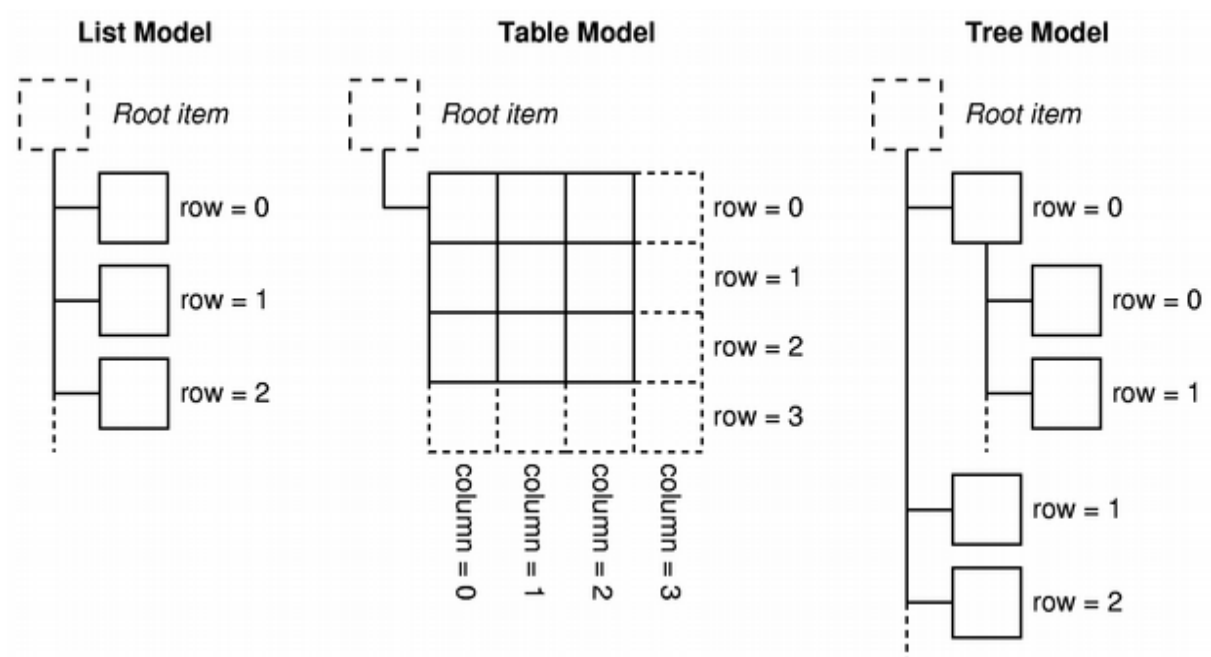 List Model
Root item
row = 0
row = 1
row = 2
Table Model
Root item
row = 0
row = 1
row = 2
row = 3
column = 0
column = 1
column = 2
column = 3
Tree Model
Root item
row = 0
row = 0
row = 1
row = 1
row = 2